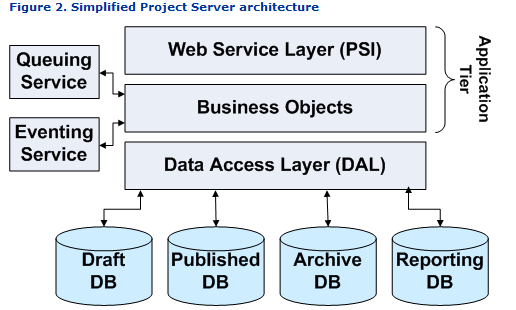 Figure 2. Simplified Project Server architecture
Web Service Layer (PSI)
Queuing
Service
Business Objects
Application
Tier
Eventing
Service
Data Access Layer (DAL)
Draft
DB
Published
DB
Archive
DB
Reporting
DB